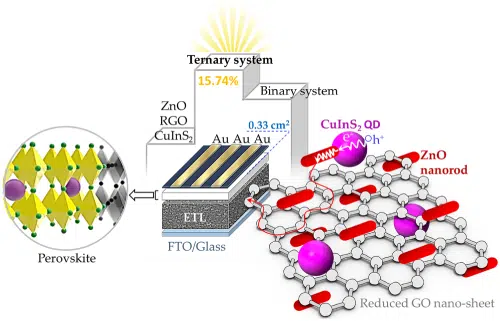 Ternary system
15.74%
Binary system
ZnO
RGO
CuInS2
0.33 cm2
Au Au Au
CuInS2 QD
e-
h+
ZnO
nanorod
ETL
FTO/Glass
Perovskite
Reduced GO nano-sheet